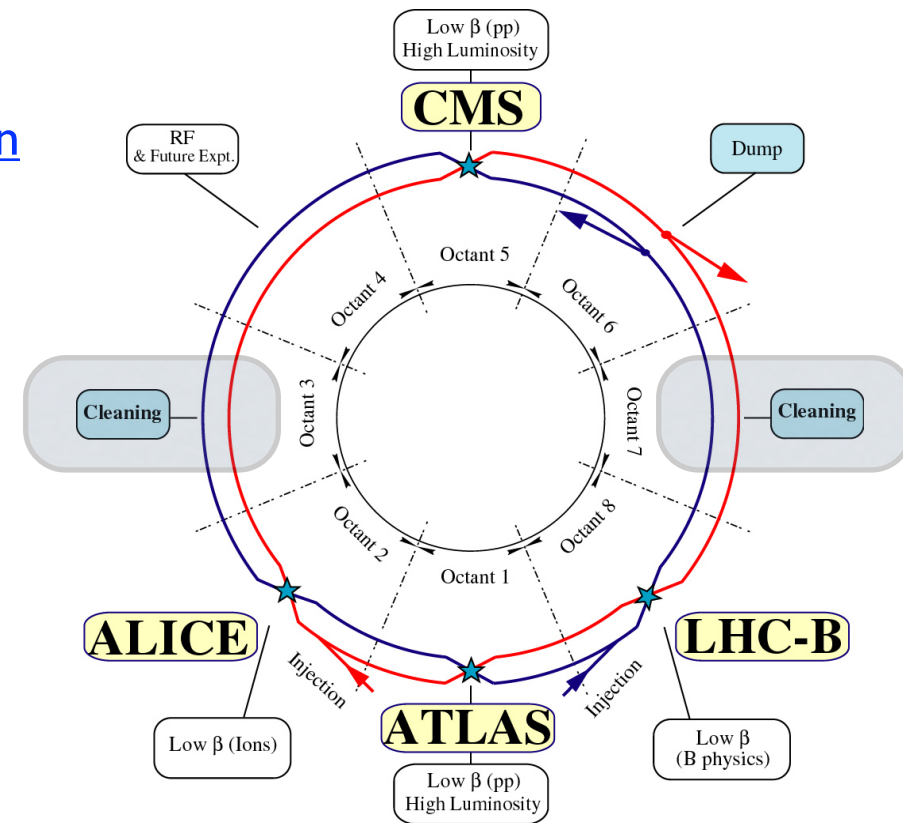 Low β (pp)
High Luminosity
CMS
n
RF
& Future Expt.
Dump
Octant 5
Octant 4
Octant 6
Cleaning
Octant 3
Octant 7
Cleaning
Octant 2
Octant 8
Octant 1
ALICE
LHC-B
Injection
Injection
ATLAS
Low β (Ions)
Low β
(B physics)
Low β (pp)
High Luminosity